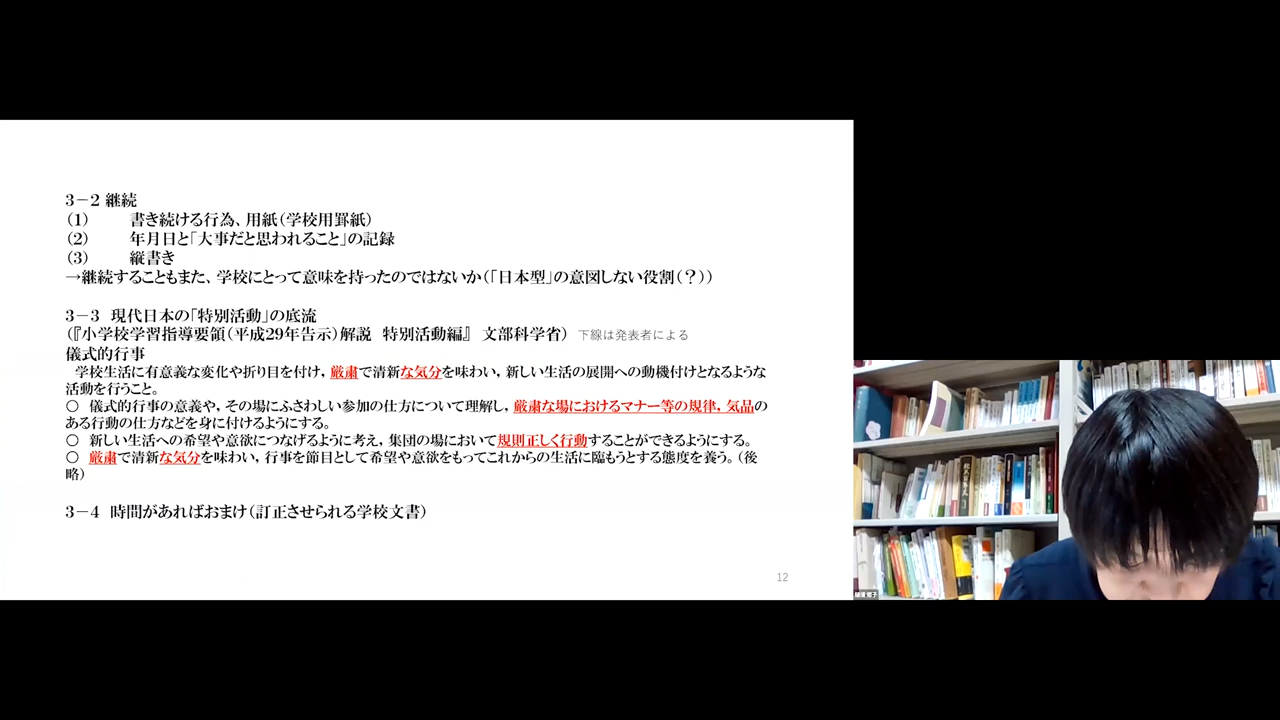 3−2 継続
(1) 書き続ける行為、用紙(学校用罫紙)
(2) 年月日と「大事だと思われること」の記録
(3) 縦書き
→継続することもまた、学校にとって意味を持ったのではないか(「日本型」の意図しない役割(?))
3−3 現代日本の「特別活動」の底流
(『小学校学習指導要領(平成29年告示)解説 特別活動編』 文部科学省) 下線は発表者による
儀式的行事
学校生活に有意義な変化や折り目を付け,厳粛で清新な気分を味わい,新しい生活の展開への動機付けとなるような
活動を行うこと。
○ 儀式的行事の意義や,その場にふさわしい参加の仕方について理解し,厳粛な場におけるマナー等の規律,気品の
ある行動の仕方などを身に付けるようにする。
○ 新しい生活への希望や意欲につなげるように考え,集団の場において規則正しく行動することができるようにする。
○ 厳粛で清新な気分を味わい,行事を節目として希望や意欲をもってこれからの生活に臨もうとする態度を養う。(後
略)
3−4 時間があればおまけ(訂正させられる学校文書)
12